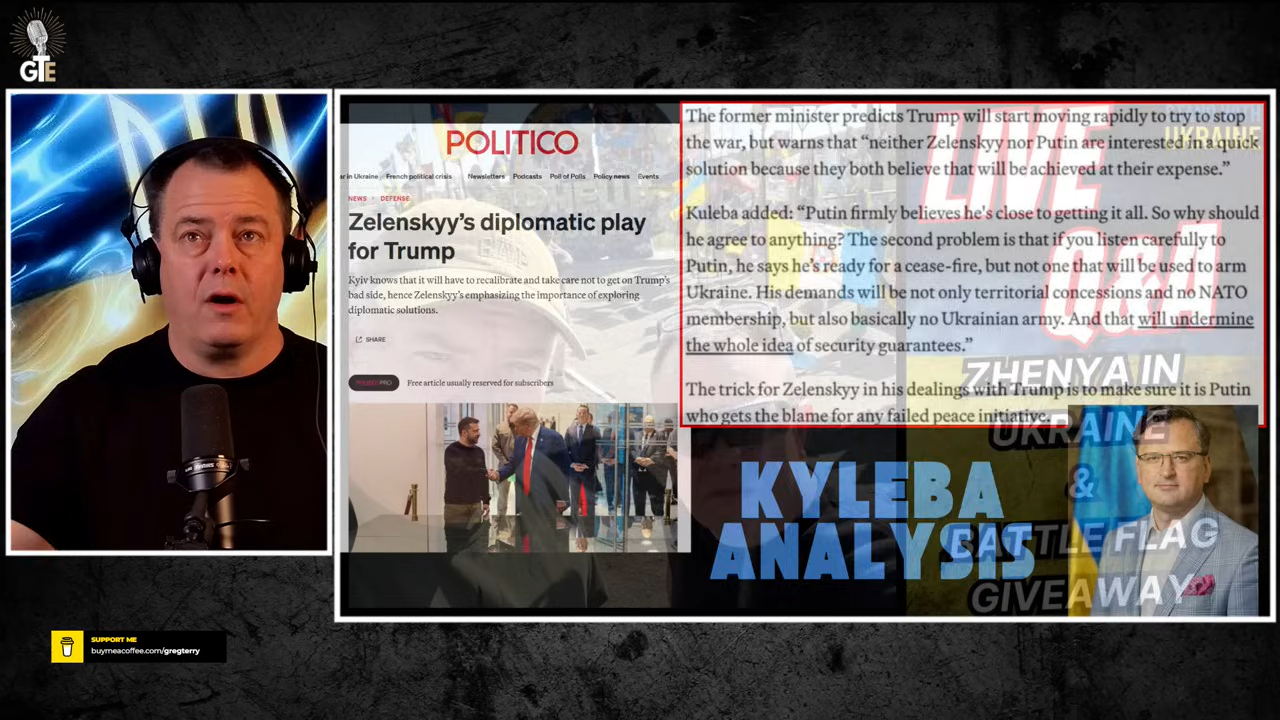 GTE
POLITICO
ar in Ukraine French political crisis Newsletters Podcasts Poll of Polls Policy news Events
NEWS DEFENSE
Zelenskyy's diplomatic play
for Trump
Kyiv knows that it will have to recalibrate and take care not to get on Trump's
bad side, hence Zelenskyy's emphasizing the importance of exploring
diplomatic solutions.
SHARE
POLITICO PRO Free article usually reserved for subscribers
The former minister predicts Trump will start moving rapidly to try to stop
the war, but warns that “neither Zelenskyy nor Putin are interested in a quick
solution because they both believe that will be achieved at their expense.”
Kuleba added: “Putin firmly believes he's close to getting it all. So why should
he agree to anything? The second problem is that if you listen carefully to
Putin, he says he's ready for a cease-fire, but not one that will be used to arm
Ukraine. His demands will be not only territorial concessions and no NATO
membership, but also basically no Ukrainian army. And that will undermine
the whole idea of security guarantees.”
The trick for Zelenskyy in his dealings with Trump is to make sure it is Putin
who gets the blame for any failed peace initiative.
UKRAINE
LIVE
Q&A
ZHENYA IN
UKRAINE
&
BATTLE FLAG
GIVEAWAY
KYLEBA
ANALYSIS
SUPPORT ME
buymeacoffee.com/gregterry